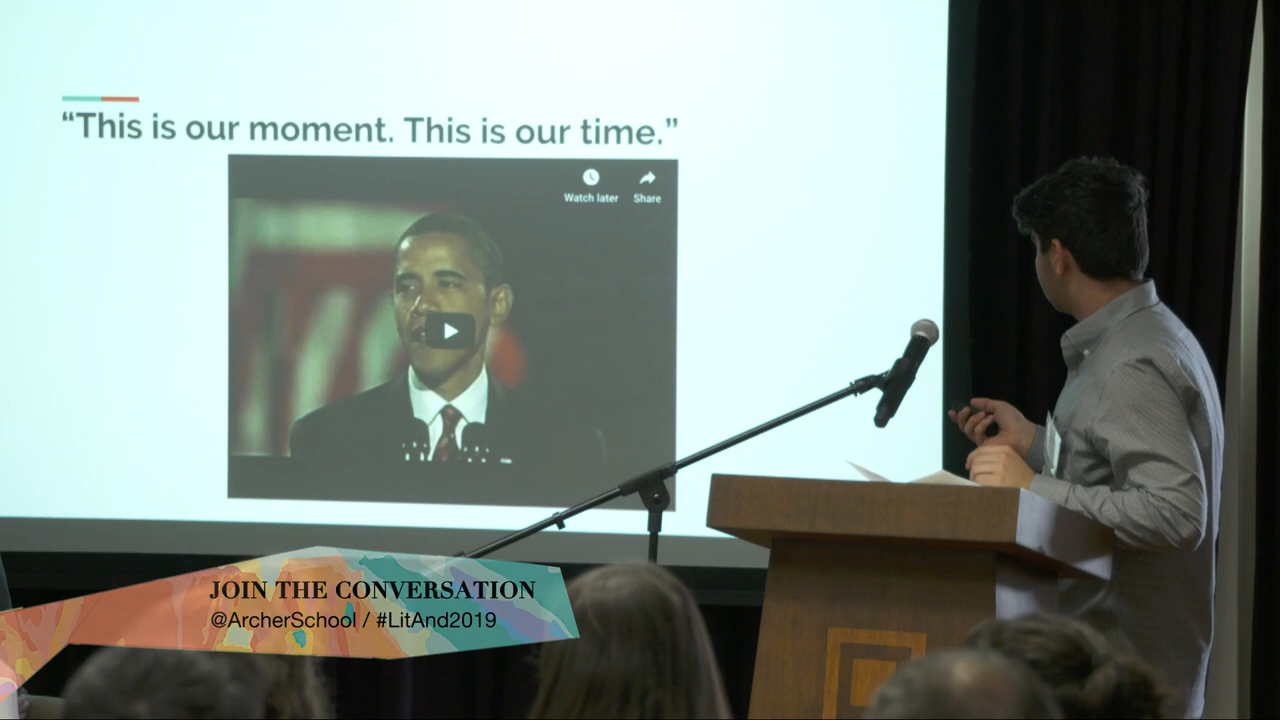 “This is our moment. This is our time.”
Watch later
Share
JOIN THE CONVERSATION
@ArcherSchool / #LitAnd2019